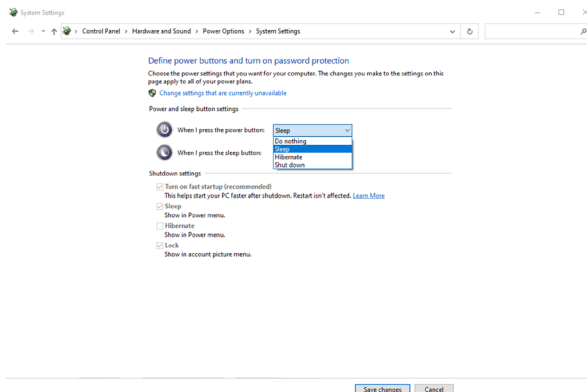 System Settings
Control Panel > Hardware and Sound > Power Options > System Settings
Define power buttons and turn on password protection
Choose the power settings that you want for your computer. The changes you make to the settings on this
page apply to all of your power plans.
Change settings that are currently unavailable
Power and sleep button settings
When I press the power button: Sleep
Do nothing
Sleep
Hibernate
Shut down
When I press the sleep button:
Shutdown settings
Turn on fast startup (recommended)
This helps start your PC faster after shutdown. Restart isn't affected. Learn More
Sleep
Show in Power menu.
Hibernate
Show in Power menu.
Lock
Show in account picture menu.
Save changes Cancel